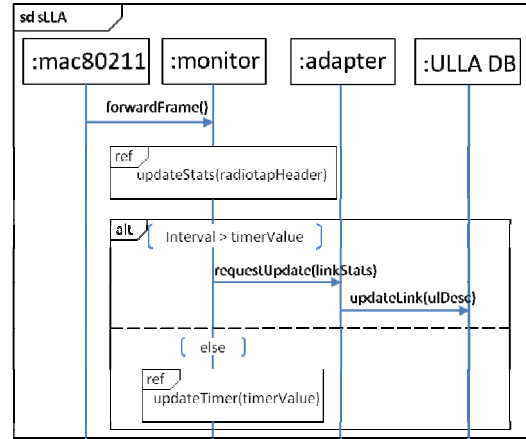 sd sLLA
:mac80211 :monitor :adapter :ULLA DB
forwardFrame()
ref
updateStats(radiotapHeader)
alt
Interval > timerValue
requestUpdate(linkStats)
updateLink(ulDesc)
else
ref
updateTimer(timerValue)